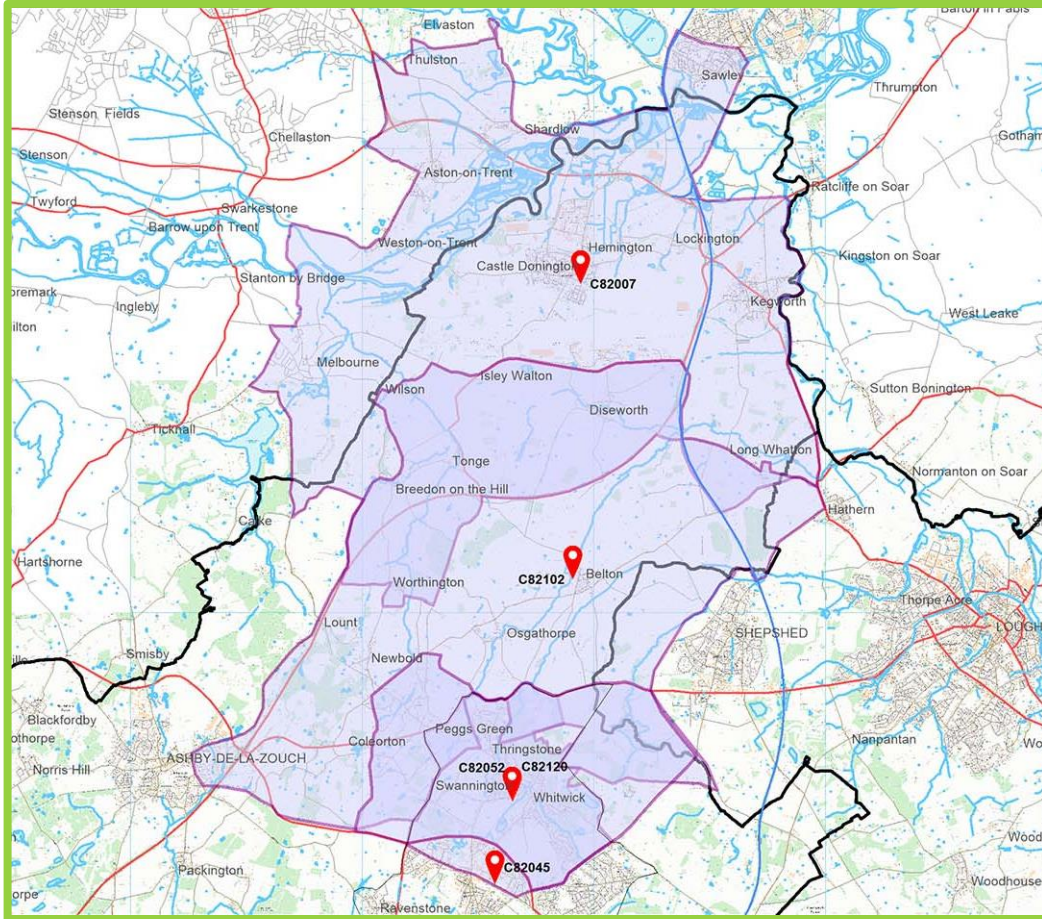 Elvaston
Barton in Fabis
Thulston
Sawley
Thrumpton
Stenson Fields
Chellaston
Shardlow
Gotham
Stenson
Aston-on-Trent
Ratcliffe on Soar
Twyford
Swarkestone
Barrow upon Trent
Weston-on-Trent
Hemington
Lockington
Kingston on Soar
Stanton by Bridge
Castle Donington
C82007
Kegworth
Ingleby
West Leake
Melbourne
Isley Walton
Wilson
Diseworth
Sutton Bonington
Ticknall
Long Whatton
Tonge
Normanton on Soar
Breedon on the Hill
Hathern
Calke
Hartshorne
C82102
Belton
Worthington
Thorpe Acre
Lount
Osgathorpe
SHEPSHED
LOUGH
Smisby
Newbold
Blackfordby
Peggs Green
Coleorton
Thringstone
Nanpantan
ASHBY-DE-LA-ZOUCH
Norris Hill
C82052
C82120
Swannington
Whitwick
C82045
Packington
Woodhouse
Ravenstone